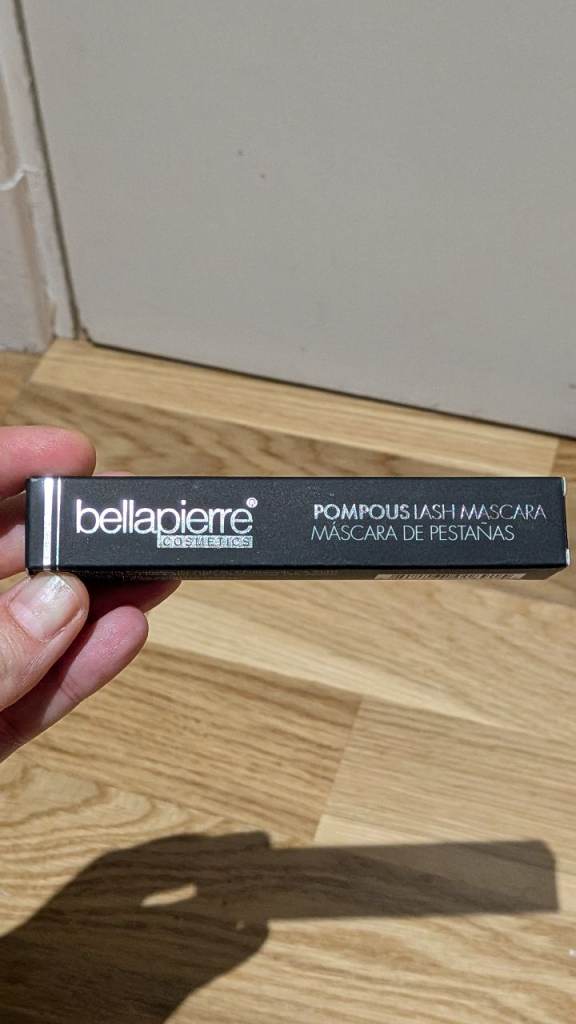 bellapierre®
COSMETICS
POMPOUS LASH MASCARA
MÁSCARA DE PESTAÑAS